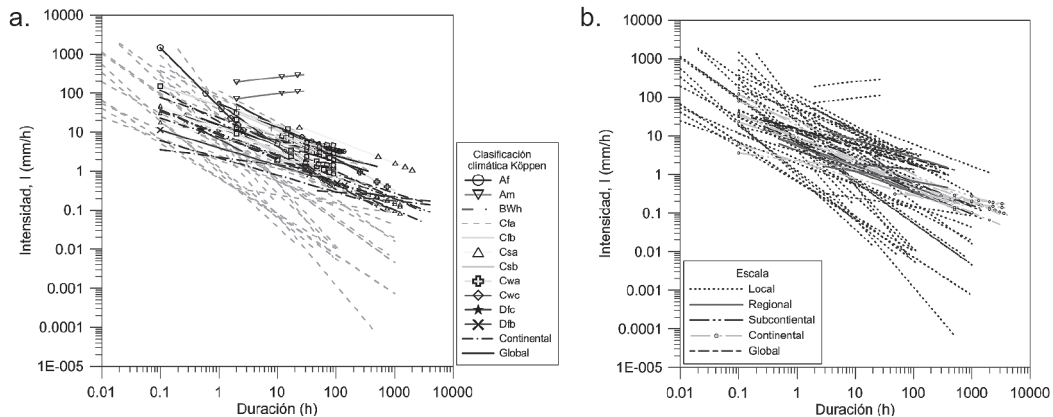 a.
10000
1000
100
10
1
0.1
0.01
0.001
0.0001
1E-005
Intensidad, I (mm/h)
0.01 0.1 1 10 100 1000 10000
Duración (h)
Clasificación
climática Köppen
Af
Am
BWh
Cfa
Cfb
Csa
Csb
Cwa
Cwc
Dfc
Dfb
Continental
Global
b.
10000
1000
100
10
1
0.1
0.01
0.001
0.0001
1E-005
Intensidad, I (mm/h)
Escala
Local
Regional
Subcontiental
Continental
Global
0.01 0.1 1 10 100 1000 10000
Duración (h)